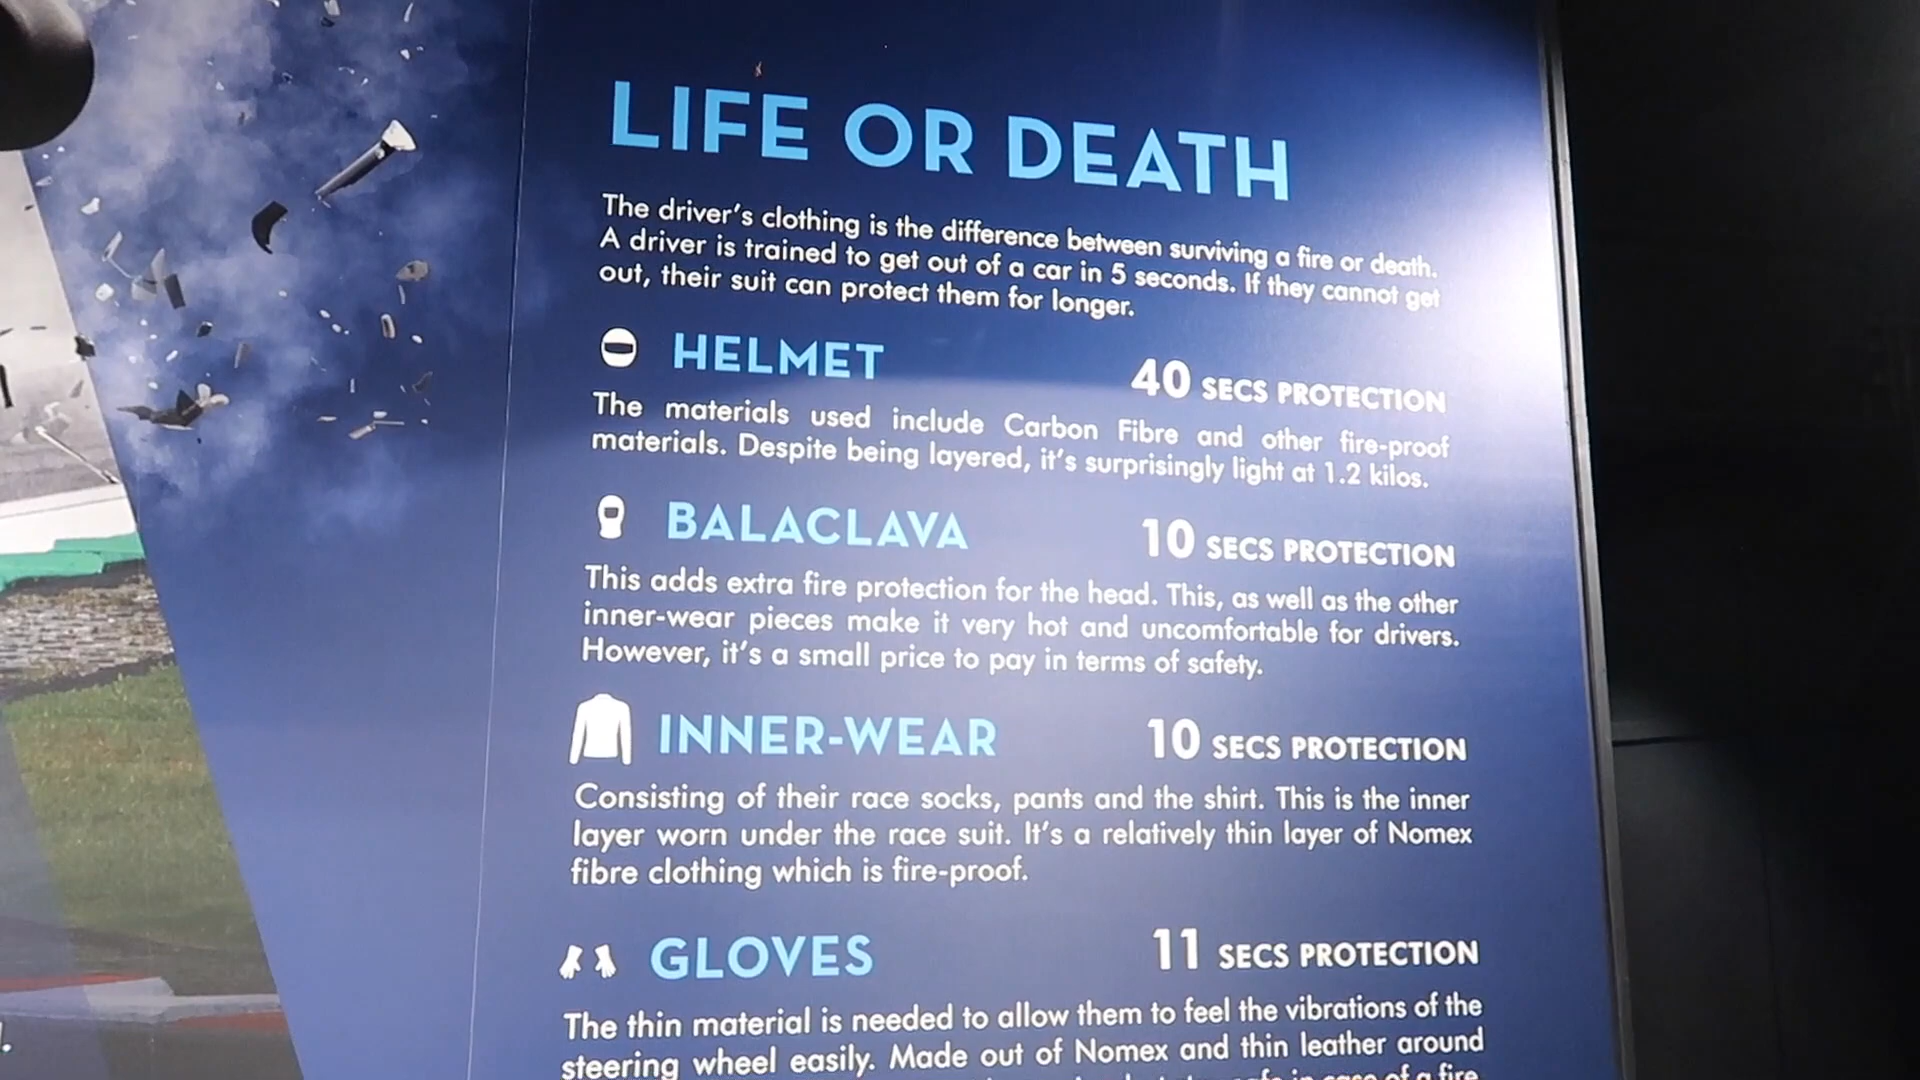 LIFE OR DEATH
The driver's clothing is the difference between surviving a fire or death.
A driver is trained to get out of a car in 5 seconds. If they cannot get
out, their suit can protect them for longer.
HELMET 40 SECS PROTECTION
The materials used include Carbon Fibre and other fire-proof
materials. Despite being layered, it's surprisingly light at 1.2 kilos.
BALACLAVA 10 SECS PROTECTION
This adds extra fire protection for the head. This, as well as the other
inner-wear pieces make it very hot and uncomfortable for drivers.
However, it's a small price to pay in terms of safety.
INNER-WEAR 10 SECS PROTECTION
Consisting of their race socks, pants and the shirt. This is the inner
layer worn under the race suit. It's a relatively thin layer of Nomex
fibre clothing which is fire-proof.
GLOVES 11 SECS PROTECTION
The thin material is needed to allow them to feel the vibrations of the
steering wheel easily. Made out of Nomex and thin leather around
in case of a fire